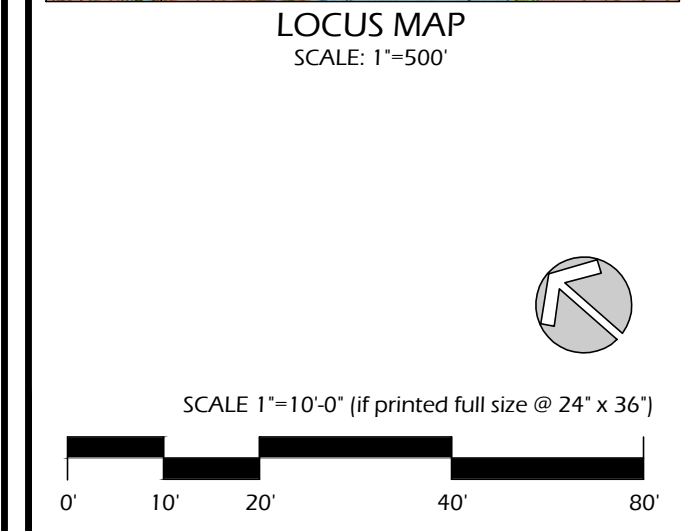 LOCUS MAP
SCALE: 1"=500'
SCALE 1"=10'-0" (if printed full size @ 24" x 36")
0' 10' 20' 40' 80'